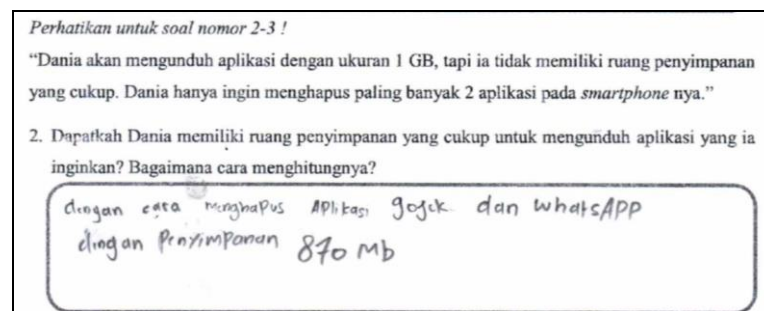 Perhatikan untuk soal nomor 2-3 !
“Dania akan mengunduh aplikasi dengan ukuran 1 GB, tapi ia tidak memiliki ruang penyimpanan
yang cukup. Dania hanya ingin menghapus paling banyak 2 aplikasi pada smartphone nya.”
2. Dapatkah Dania memiliki ruang penyimpanan yang cukup untuk mengunduh aplikasi yang ia
inginkan? Bagaimana cara menghitungnya?
dengan cara menghapus Aplikasi gojek dan whatsAPP
dingan Penyimpanan 870 Mb